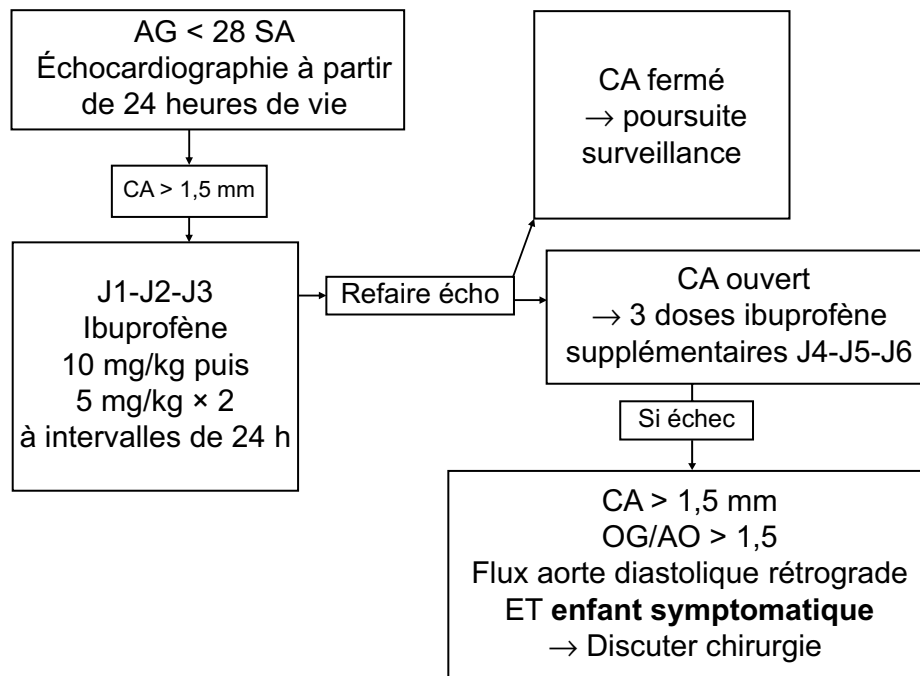 AG < 28 SA
Échocardiographie à partir
de 24 heures de vie
CA > 1,5 mm
J1-J2-J3
Ibuprofène
10 mg/kg puis
5 mg/kg × 2
à intervalles de 24 h
Refaire écho
CA fermé
→ poursuite
surveillance
CA ouvert
→ 3 doses ibuprofène
supplémentaires J4-J5-J6
Si échec
CA > 1,5 mm
OG/AO > 1,5
Flux aorte diastolique rétrograde
ET enfant symptomatique
→ Discuter chirurgie